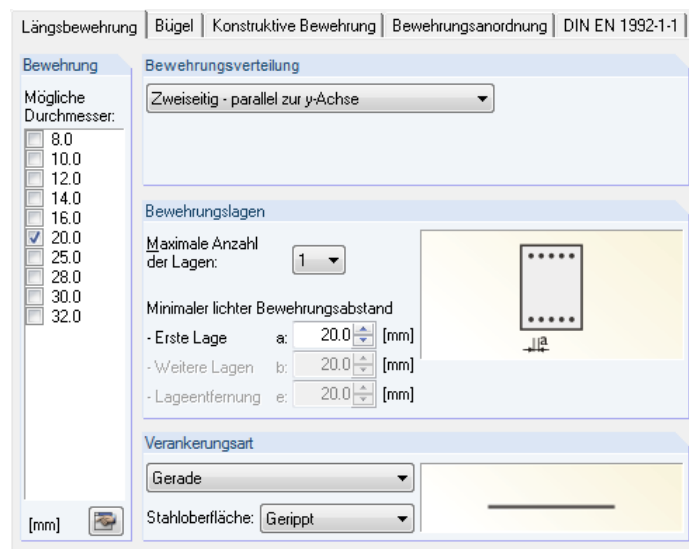 Längsbewehrung Bügel Konstruktive Bewehrung Bewehrungsanordnung DIN EN 1992-1-1
Bewehrung
Mögliche
Durchmesser:
8.0
10.0
12.0
14.0
16.0
20.0
25.0
28.0
30.0
32.0
[mm]
Bewehrungsverteilung
Zweiseitig - parallel zur y-Achse
Bewehrungslagen
Maximale Anzahl
der Lagen: 1
Minimaler lichter Bewehrungsabstand
- Erste Lage a: 20.0 [mm]
- Weitere Lagen b: 20.0 [mm]
- Lageentfernung e: 20.0 [mm]
a
Verankerungsart
Gerade
Stahloberfläche: Gerippt